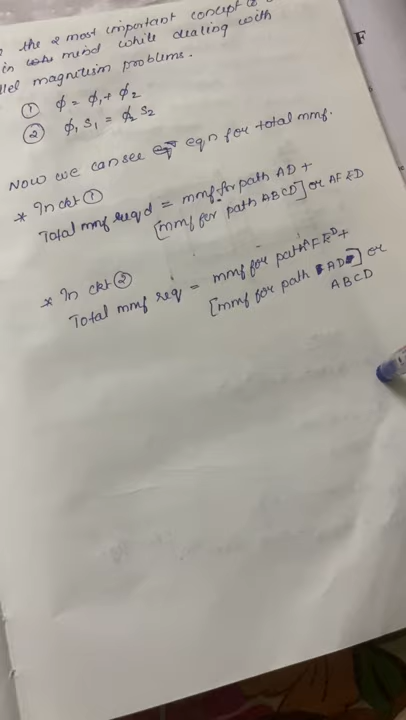 the 2 most important concept
in mind while dealing with
llel magnetism problems.
① ϕ = ϕ₁ + ϕ₂
② ϕ₁ S₁ = ϕ₂ S₂
Now we can see eqn for total mmf.
* In ckt ①
Total mmf reqd = mmf for path AD +
[mmf for path ABCD] or AFED
* In ckt ②
Total mmf req = mmf for path AFED +
[mmf for path AD] or
ABCD
F